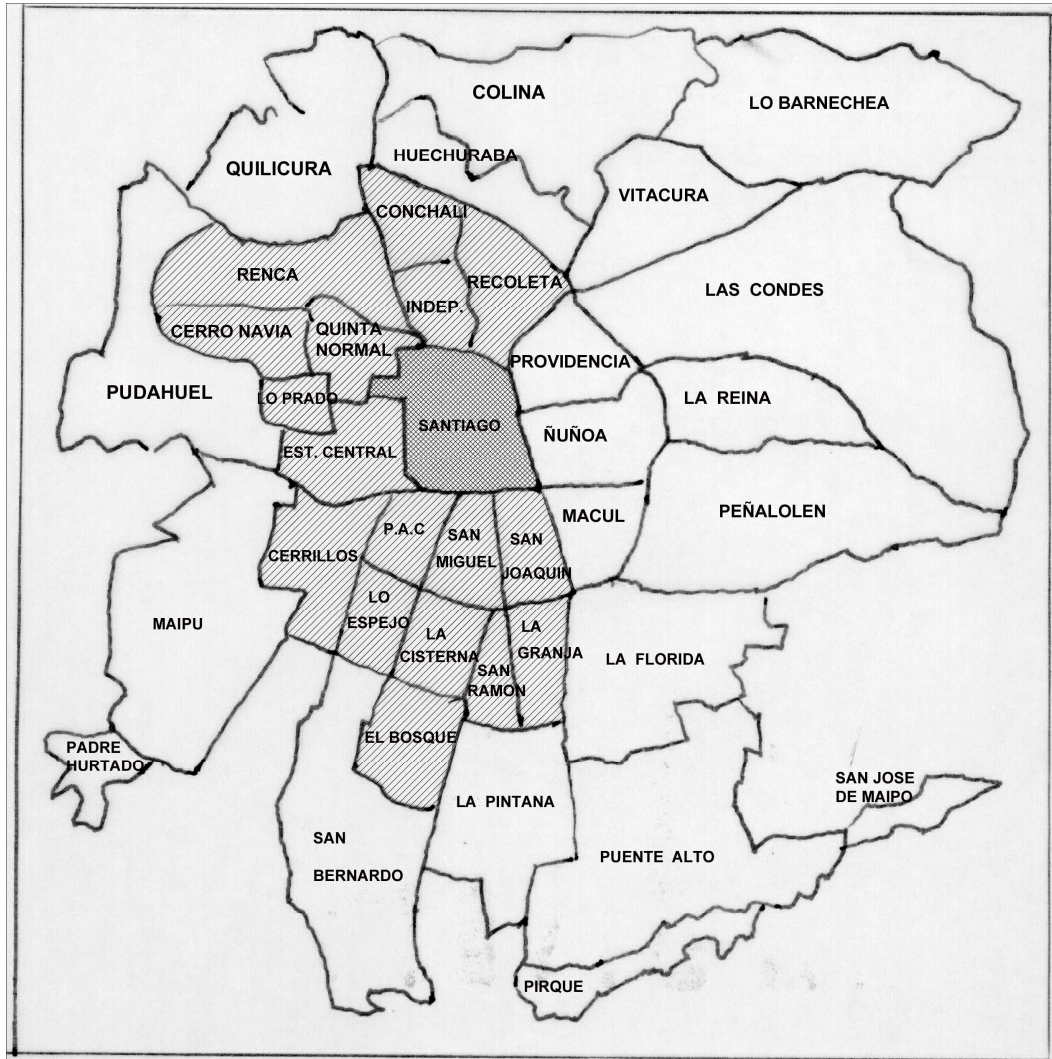 COLINA
LO BARNECHEA
HUECHURABA
QUILICURA
VITACURA
CONCHALI
RENCA
RECOLETA
LAS CONDES
INDEP.
CERRO NAVIA
QUINTA
NORMAL
PROVIDENCIA
PUDAHUEL
LO PRADO
LA REINA
SANTIAGO
ÑUÑOA
EST. CENTRAL
PEÑALOLEN
MACUL
P.A.C
SAN
MIGUEL
SAN
JOAQUIN
CERRILLOS
LO
ESPEJO
MAIPU
LA
CISTERNA
LA
GRANJA
LA FLORIDA
SAN
RAMON
EL BOSQUE
PADRE
HURTADO
SAN JOSE
DE MAIPO
LA PINTANA
SAN
BERNARDO
PUENTE ALTO
PIRQUE